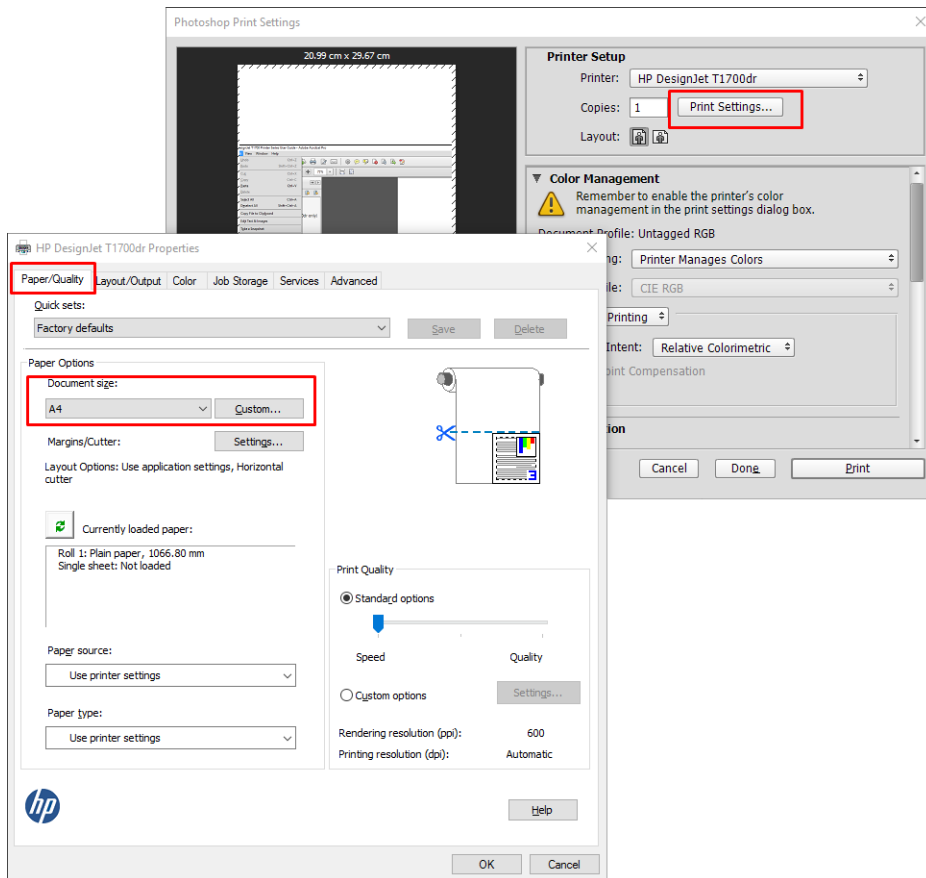 Photoshop Print Settings
20.99 cm x 29.67 cm
Printer Setup
Printer: HP DesignJet T1700dr
Copies: 1 Print Settings...
Layout:
Color Management
Remember to enable the printer's color
management in the print settings dialog box.
Document Profile: Untagged RGB
ng: Printer Manages Colors
ile: CIE RGB
Printing
Intent: Relative Colorimetric
oint Compensation
tion
Cancel Done Print
HP DesignJet T1700dr Properties
Paper/Quality Layout/Output Color Job Storage Services Advanced
Quick sets:
Factory defaults Save Delete
Paper Options
Document size:
A4 Custom...
Margins/Cutter: Settings...
Layout Options: Use application settings, Horizontal
cutter
Currently loaded paper:
Roll 1: Plain paper, 1066.80 mm
Single sheet: Not loaded
Paper source:
Use printer settings
Paper type:
Use printer settings
3
Print Quality
Standard options
Speed Quality
Custom options Settings...
Rendering resolution (ppi): 600
Printing resolution (dpi): Automatic
hp
Help
OK Cancel